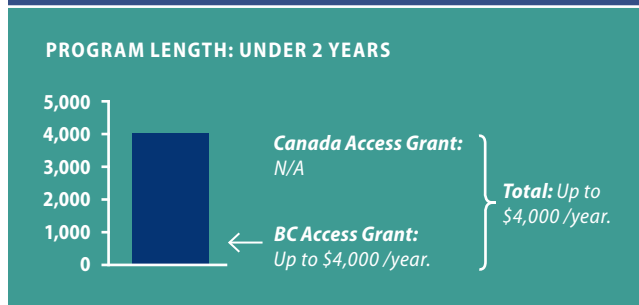 PROGRAM LENGTH: UNDER 2 YEARS
5,000
4,000
3,000
2,000
1,000
0
Canada Access Grant:
N/A
BC Access Grant:
Up to $4,000 /year.
Total: Up to
$4,000 /year.